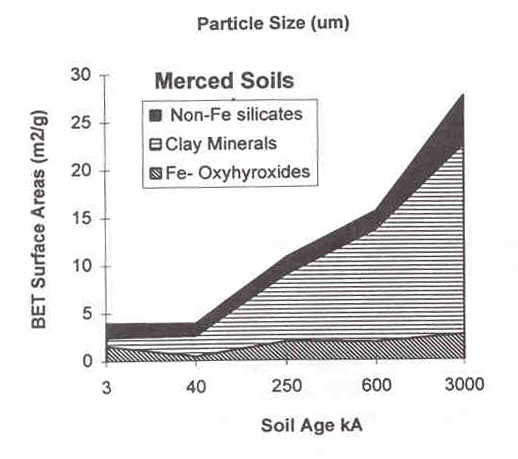 Particle Size (um)
Merced Soils
Non-Fe silicates
Clay Minerals
Fe- Oxyhyroxides
BET Surface Areas (m2/g)
30
25
20
15
10
5
0
3 40 250 600 3000
Soil Age kA